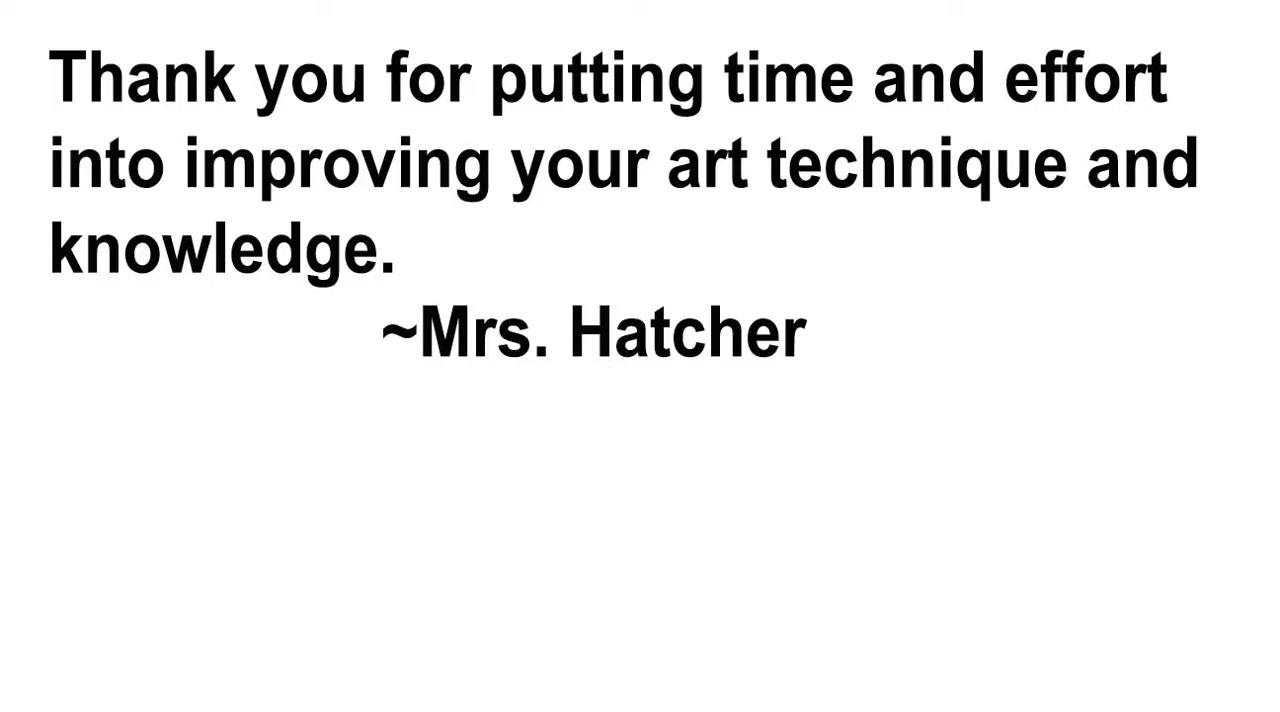 Thank you for putting time and effort
into improving your art technique and
knowledge.
~Mrs. Hatcher